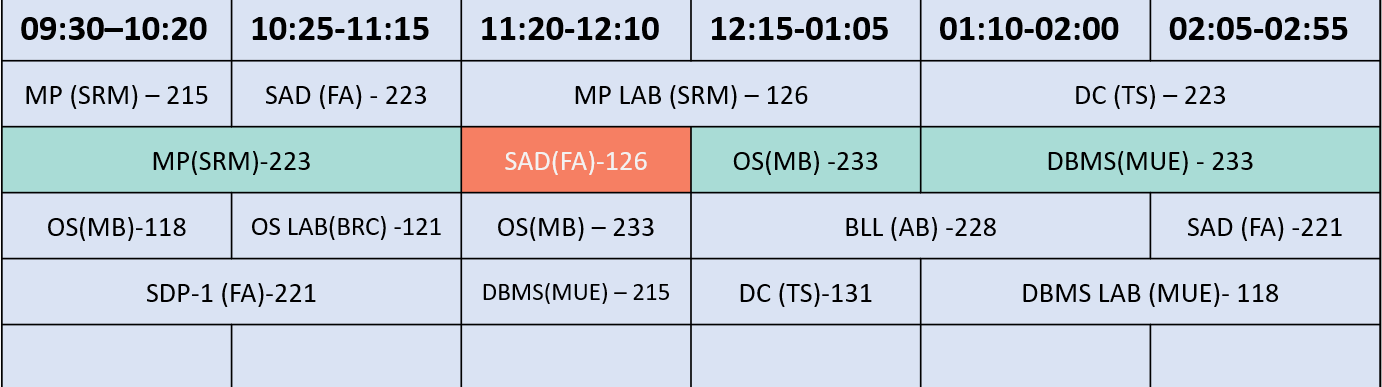 09:30–10:20 10:25-11:15 11:20-12:10 12:15-01:05 01:10-02:00 02:05-02:55
MP (SRM) – 215 SAD (FA) - 223 MP LAB (SRM) – 126 DC (TS) – 223
MP(SRM)-223 SAD(FA)-126 OS(MB) -233 DBMS(MUE) - 233
OS(MB)-118 OS LAB(BRC) -121 OS(MB) – 233 BLL (AB) -228 SAD (FA) -221
SDP-1 (FA)-221 DBMS(MUE) – 215 DC (TS)-131 DBMS LAB (MUE)- 118